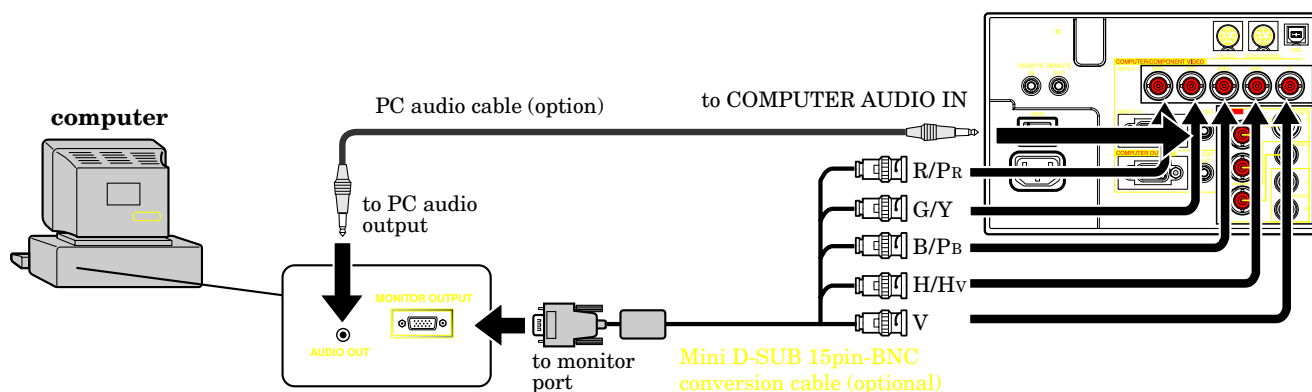 computer
PC audio cable (option)
to COMPUTER AUDIO IN
to PC audio
output
MONITOR OUTPUT
AUDIO OUT
to monitor
port
Mini D-SUB 15pin-BNC
conversion cable (optional)
R/PR
G/Y
B/PB
H/HV
V
COMPUTER/COMPONENT VIDEO
COMPUTER OU